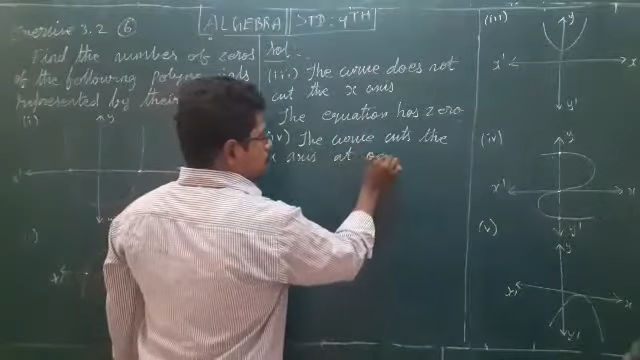 Exercise 3.2 (6)
ALGEBRA
STD: 9TH
Find the number of zeros
of the following Polynomials
represented by their
(i)
y
x'
y'
)
x'
Sol:
(iii) The curve does not
cut the x axis
The equation has zero
(iv) The curve cuts the
x axis at
(iii)
y
x'
x
y'
(iv)
y
x'
x
y'
(v)
y
x'
x
y'